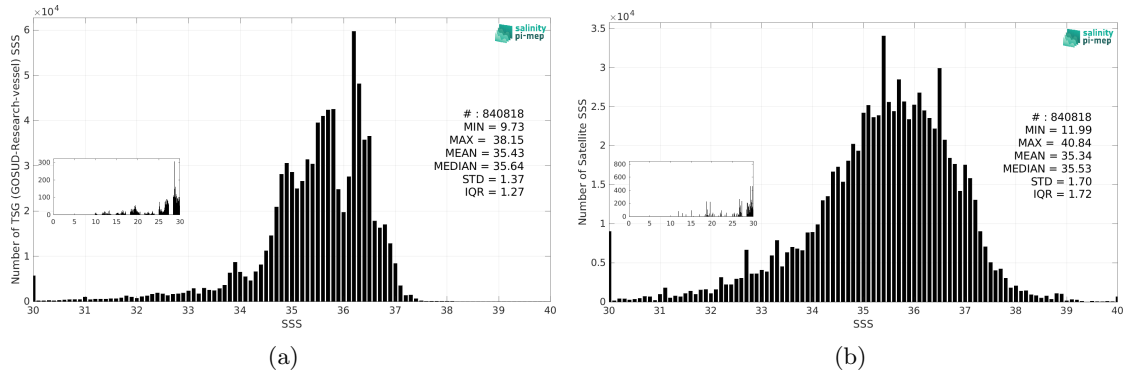 ×10^4
6
5
4
3
2
1
0
Number of TSG (GOSUD-Research-vessel) SSS
salinity
pi-mep
# : 840818
MIN = 9.73
MAX = 38.15
MEAN = 35.43
MEDIAN = 35.64
STD = 1.37
IQR = 1.27
300
200
100
0
0 5 10 15 20 25 30
30 31 32 33 34 35 36 37 38 39 40
SSS
(a)
×10^4
3.5
3
2.5
2
1.5
1
0.5
0
Number of Satellite SSS
salinity
pi-mep
# : 840818
MIN = 11.99
MAX = 40.84
MEAN = 35.34
MEDIAN = 35.53
STD = 1.70
IQR = 1.72
800
600
400
200
0
0 5 10 15 20 25 30
30 31 32 33 34 35 36 37 38 39 40
SSS
(b)